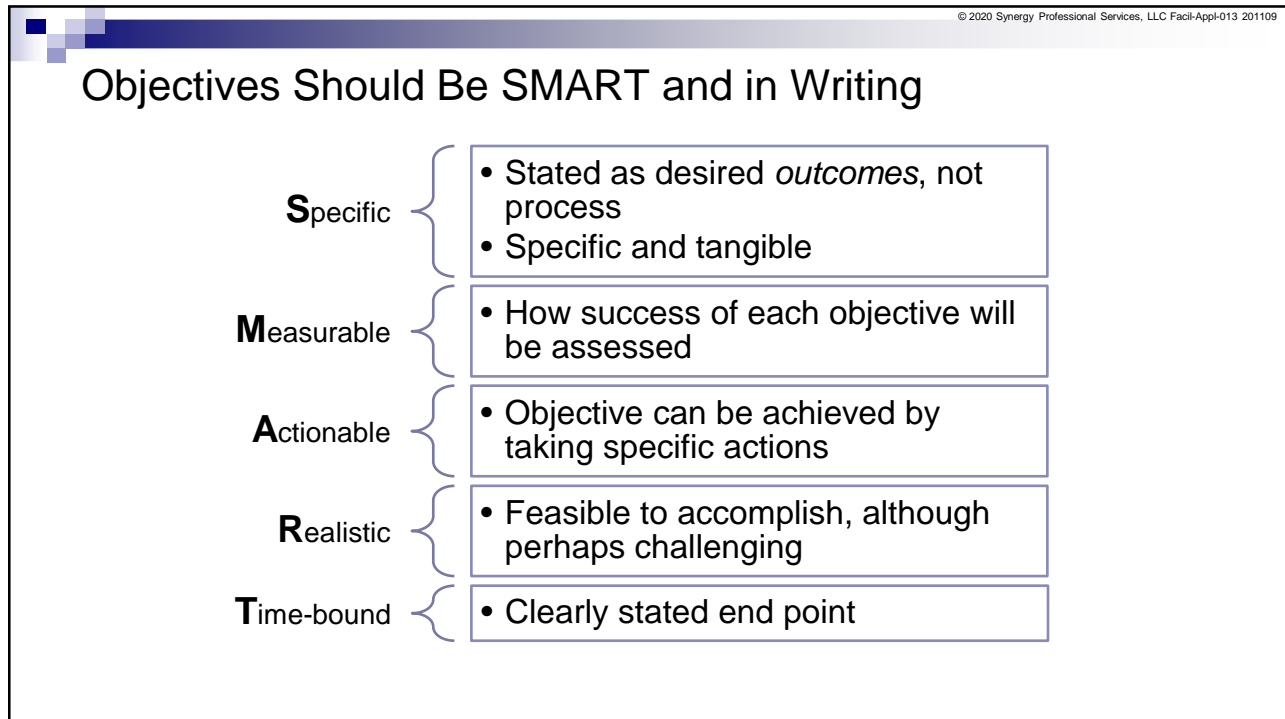 © 2020 Synergy Professional Services, LLC Facil-Appl-013 201109
Objectives Should Be SMART and in Writing
Specific
• Stated as desired outcomes, not
process
• Specific and tangible
Measurable
• How success of each objective will
be assessed
Actionable
• Objective can be achieved by
taking specific actions
Realistic
• Feasible to accomplish, although
perhaps challenging
Time-bound
• Clearly stated end point